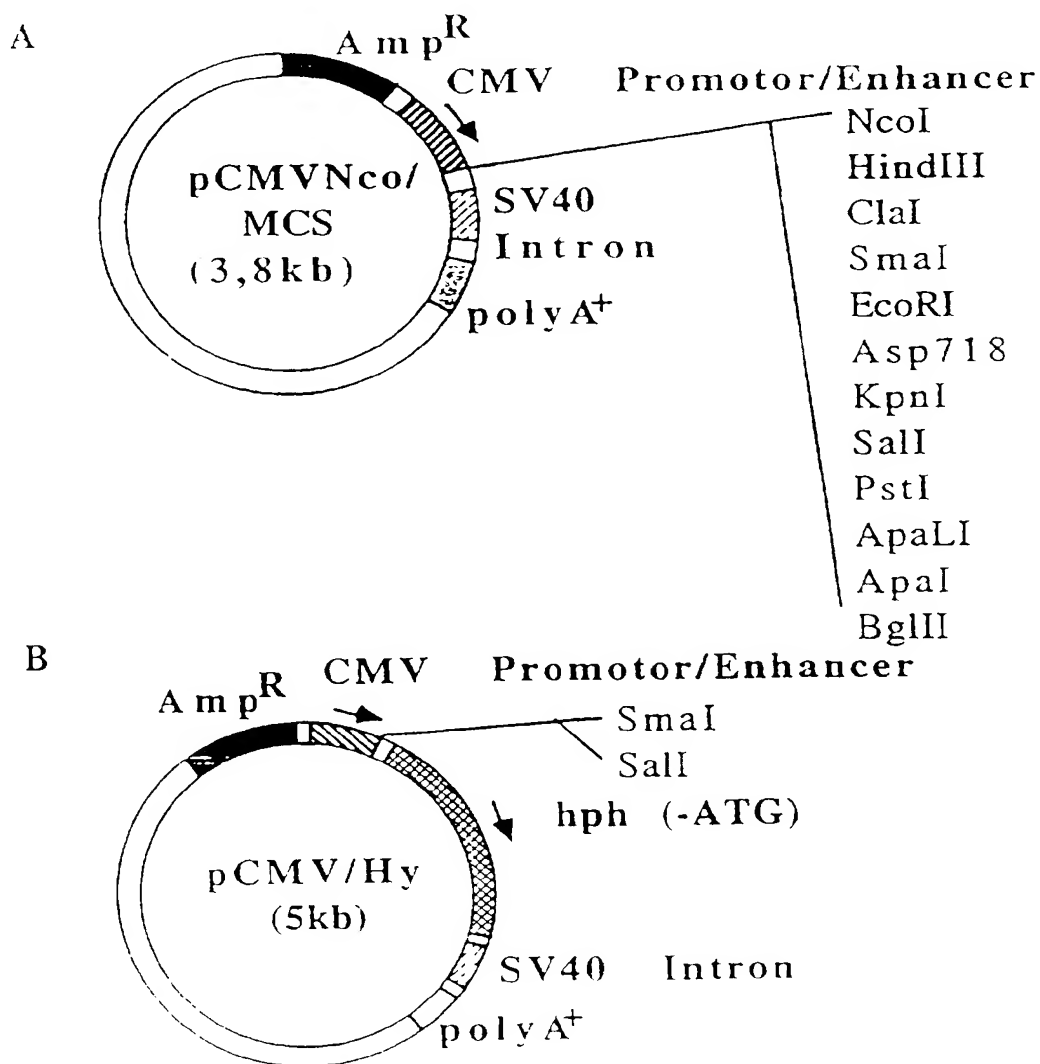 A
Amp^R
CMV Promotor/Enhancer
NcoI
HindIII
ClaI
SmaI
EcoRI
Asp718
KpnI
SalI
PstI
ApaLI
ApaI
BglII
pCMVNco/
MCS
(3,8kb)
SV40
Intron
polyA+
B
Amp^R
CMV Promotor/Enhancer
SmaI
SalI
hph (-ATG)
pCMV/Hy
(5kb)
SV40 Intron
polyA+